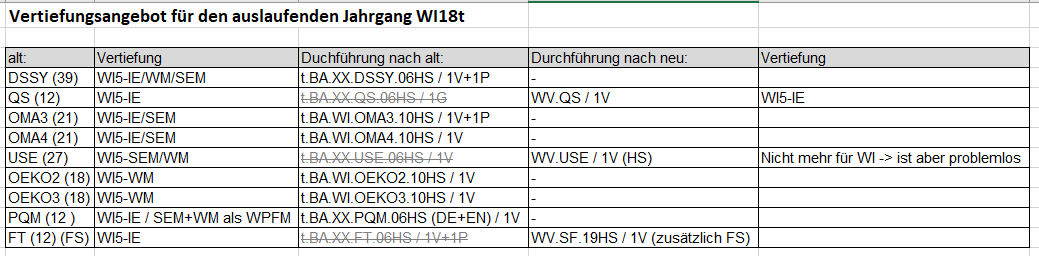 Vertiefungsangebot für den auslaufenden Jahrgang WI18t
alt: Vertiefung Duchführung nach alt: Durchführung nach neu: Vertiefung
DSSY (39) WI5-IE/WM/SEM t.BA.XX.DSSY.06HS / 1V+1P -
QS (12) WI5-IE t.BA.XX.QS.06HS / 1G WV.QS / 1V WI5-IE
OMA3 (21) WI5-IE/SEM t.BA.WI.OMA3.10HS / 1V+1P -
OMA4 (21) WI5-IE/SEM t.BA.WI.OMA4.10HS / 1V -
USE (27) WI5-SEM/WM t.BA.XX.USE.06HS / 1V WV.USE / 1V (HS) Nicht mehr für WI -> ist aber problemlos
OEKO2 (18) WI5-WM t.BA.WI.OEKO2.10HS / 1V -
OEKO3 (18) WI5-WM t.BA.WI.OEKO3.10HS / 1V -
PQM (12 ) WI5-IE / SEM+WM als WPFM t.BA.XX.PQM.06HS (DE+EN) / 1V -
FT (12) (FS) WI5-IE t.BA.XX.FT.06HS / 1V+1P WV.SF.19HS / 1V (zusätzlich FS)